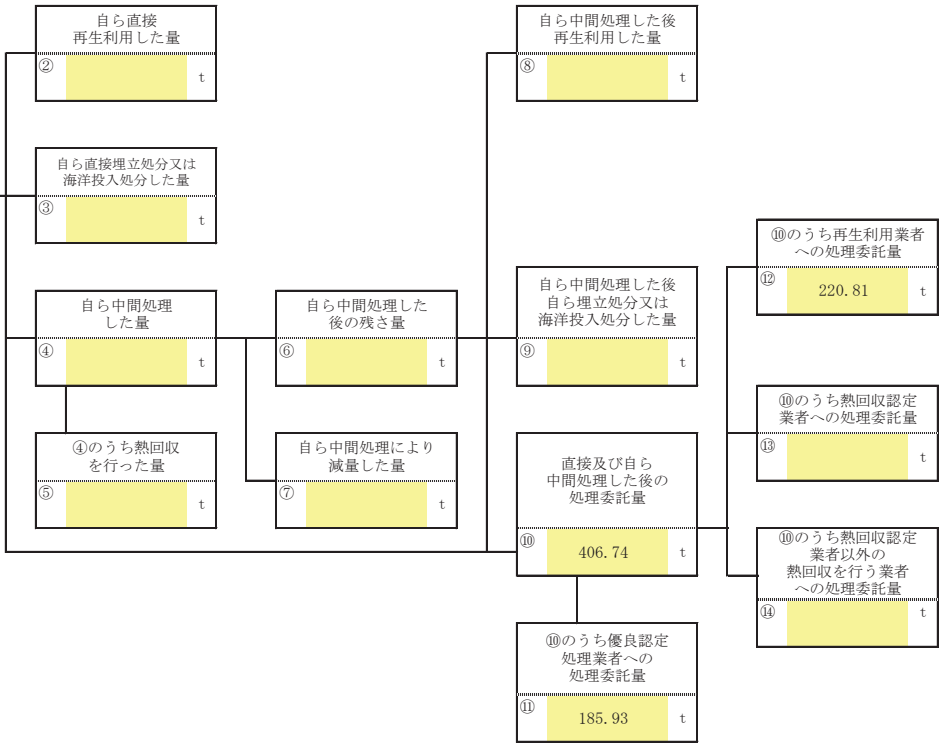 自ら直接
再生利用した量
②
t
自ら直接埋立処分又は
海洋投入処分した量
③
t
自ら中間処理
した量
④
t
④のうち熱回収
を行った量
⑤
t
自ら中間処理した
後の残さ量
⑥
t
自ら中間処理により
減量した量
⑦
t
自ら中間処理した後
再生利用した量
⑧
t
自ら中間処理した後
自ら埋立処分又は
海洋投入処分した量
⑨
t
直接及び自ら
中間処理した後の
処理委託量
⑩ 406.74 t
⑩のうち優良認定
処理業者への
処理委託量
⑪ 185.93 t
⑩のうち再生利用業者
への処理委託量
⑫ 220.81 t
⑩のうち熱回収認定
業者への処理委託量
⑬
t
⑩のうち熱回収認定
業者以外の
熱回収を行う業者
への処理委託量
⑭
t